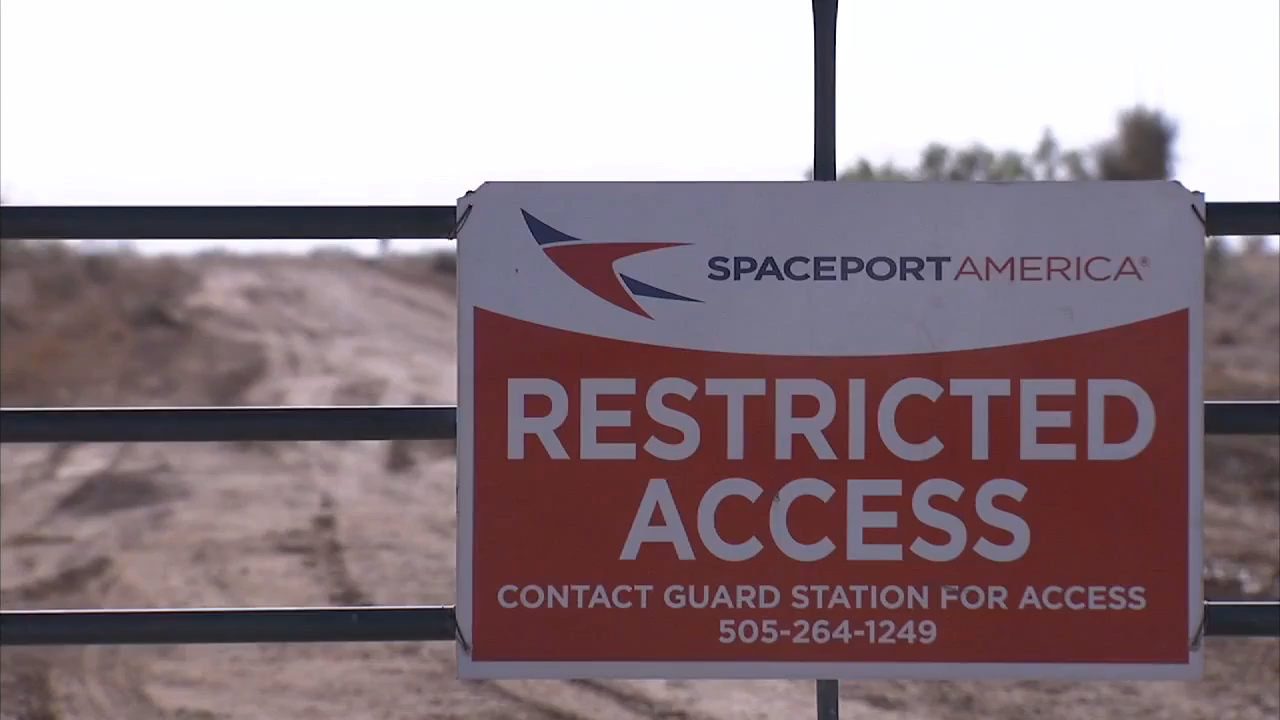 SPACEPORT AMERICA®
RESTRICTED
ACCESS
CONTACT GUARD STATION FOR ACCESS
505-264-1249